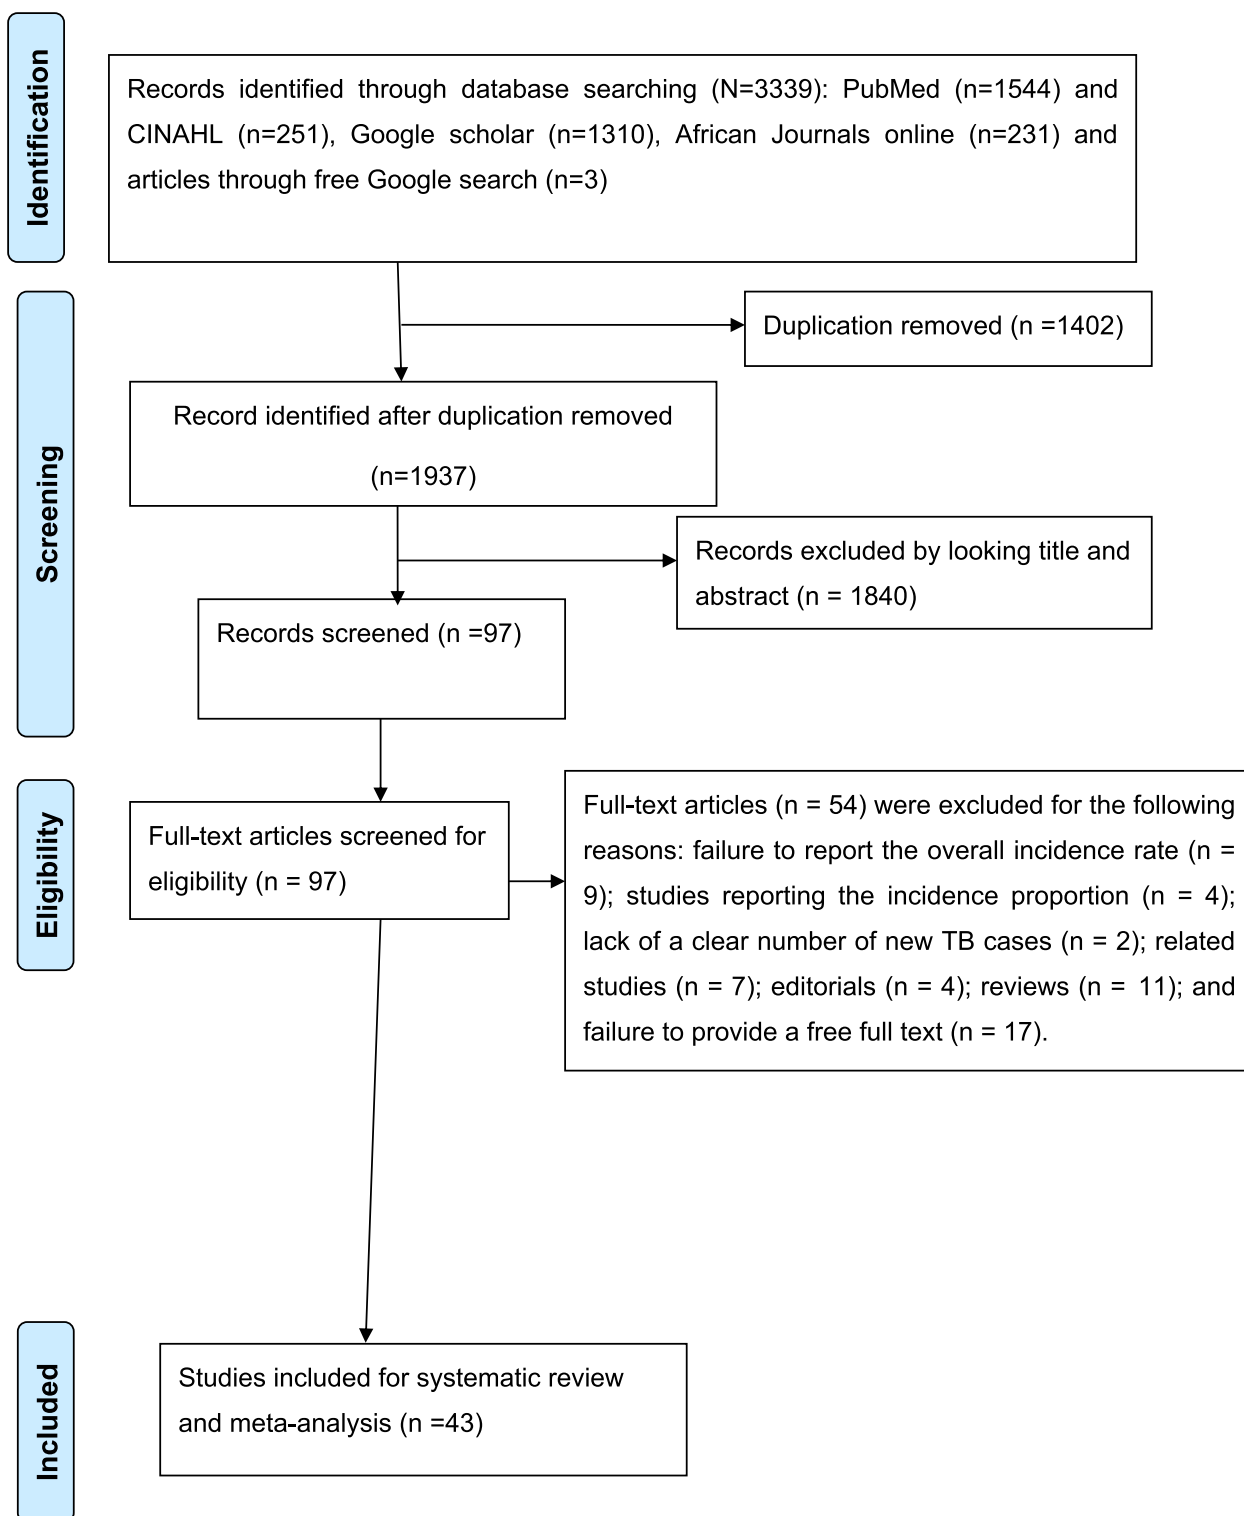 Identification
Records identified through database searching (N=3339): PubMed (n=1544) and
CINAHL (n=251), Google scholar (n=1310), African Journals online (n=231) and
articles through free Google search (n=3)
Screening
Duplication removed (n =1402)
Record identified after duplication removed
(n=1937)
Records excluded by looking title and
abstract (n = 1840)
Records screened (n =97)
Eligibility
Full-text articles screened for
eligibility (n = 97)
Full-text articles (n = 54) were excluded for the following
reasons: failure to report the overall incidence rate (n =
9); studies reporting the incidence proportion (n = 4);
lack of a clear number of new TB cases (n = 2); related
studies (n = 7); editorials (n = 4); reviews (n = 11); and
failure to provide a free full text (n = 17).
Included
Studies included for systematic review
and meta-analysis (n =43)